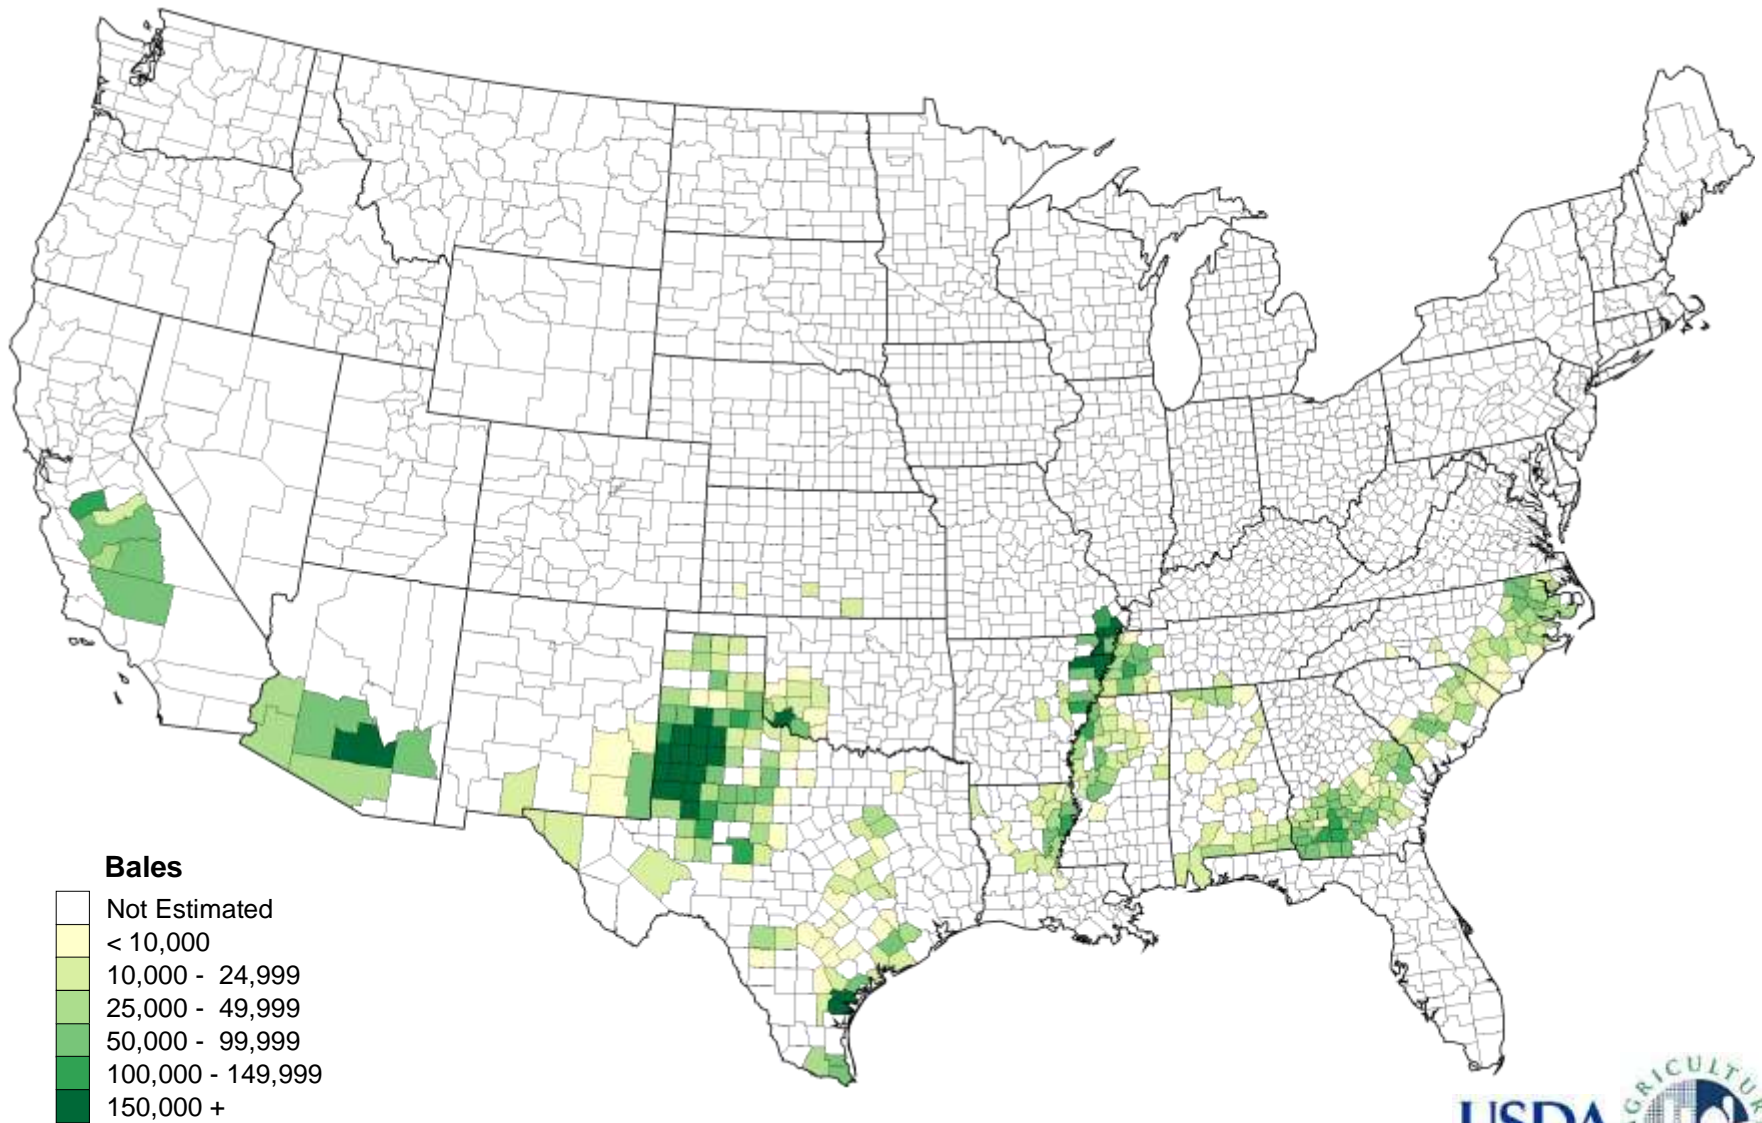 Bales
Not Estimated
< 10,000
10,000 - 24,999
25,000 - 49,999
50,000 - 99,999
100,000 - 149,999
150,000 +
USDA
GRICULTUR